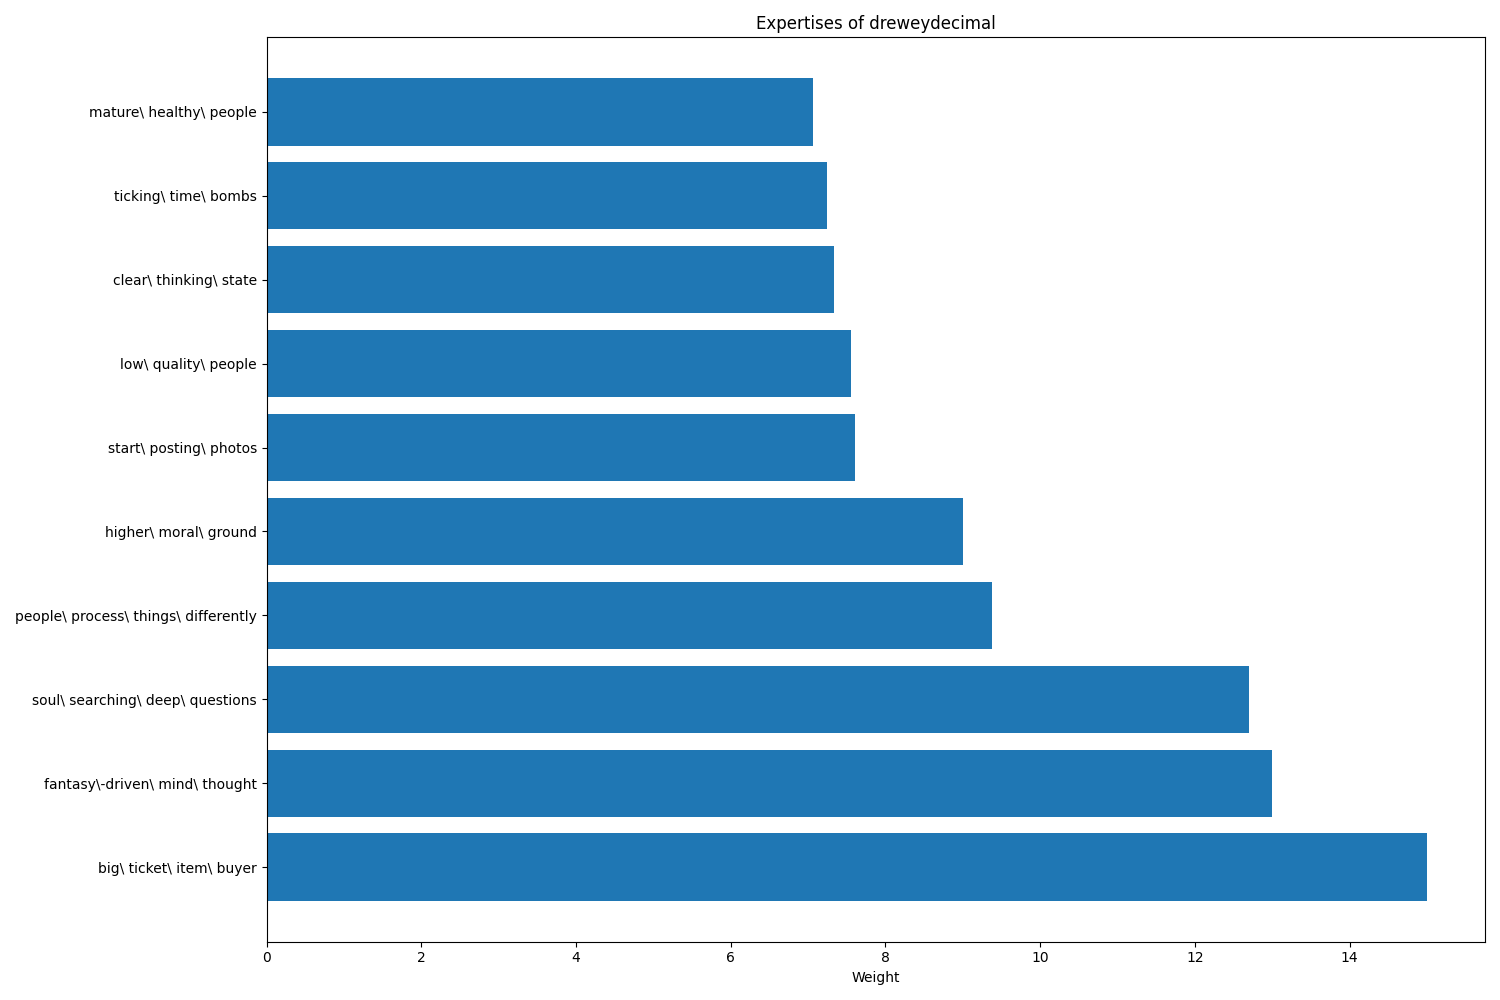 Expertises of dreweydecimal
mature\ healthy\ people
ticking\ time\ bombs
clear\ thinking\ state
low\ quality\ people
start\ posting\ photos
higher\ moral\ ground
people\ process\ things\ differently
soul\ searching\ deep\ questions
fantasy\-driven\ mind\ thought
big\ ticket\ item\ buyer
0 2 4 6 8 10 12 14
Weight